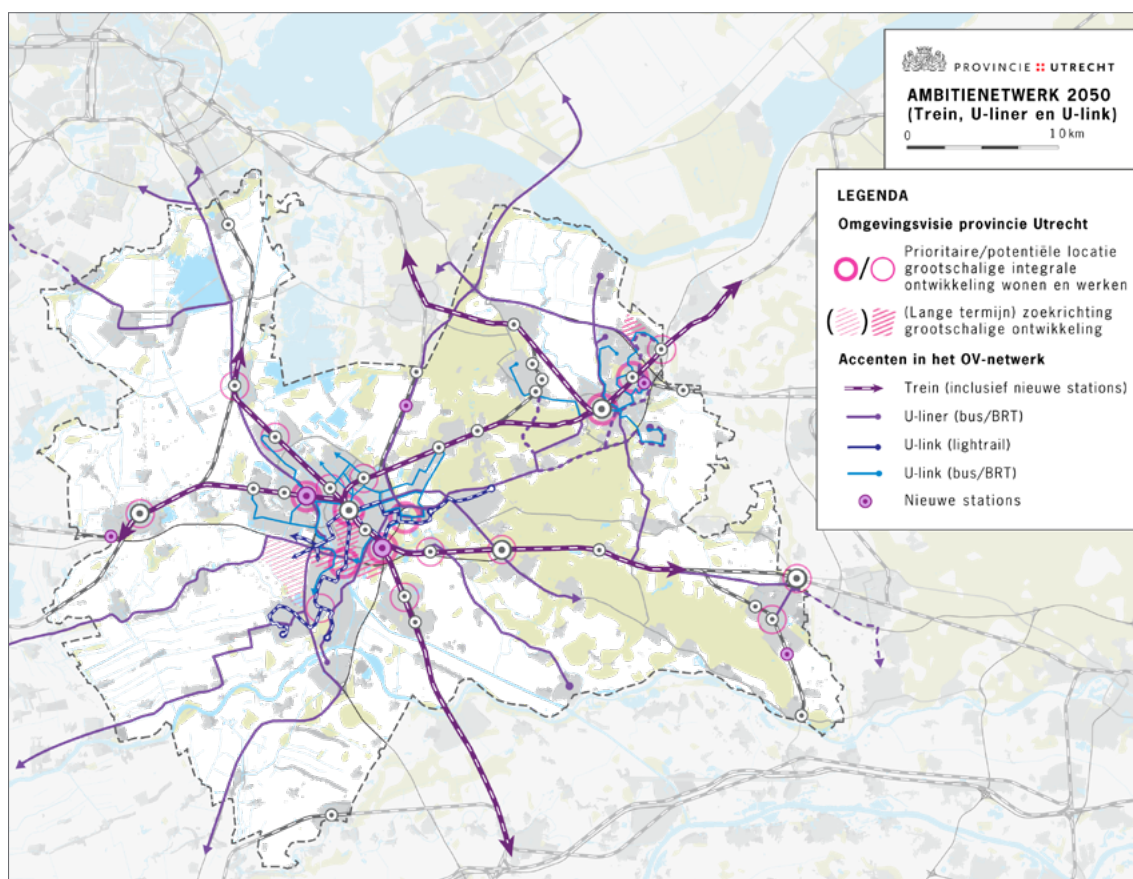 PROVINCIE UTRECHT
AMBITIENETWERK 2050
(Trein, U-liner en U-link)
0 10 km
LEGENDA
Omgevingsvisie provincie Utrecht
Prioritaire/potentiële locatie
grootschalige integrale
ontwikkeling wonen en werken
(Lange termijn) zoekrichting
grootschalige ontwikkeling
Accenten in het OV-netwerk
Trein (inclusief nieuwe stations)
U-liner (bus/BRT)
U-link (lightrail)
U-link (bus/BRT)
Nieuwe stations